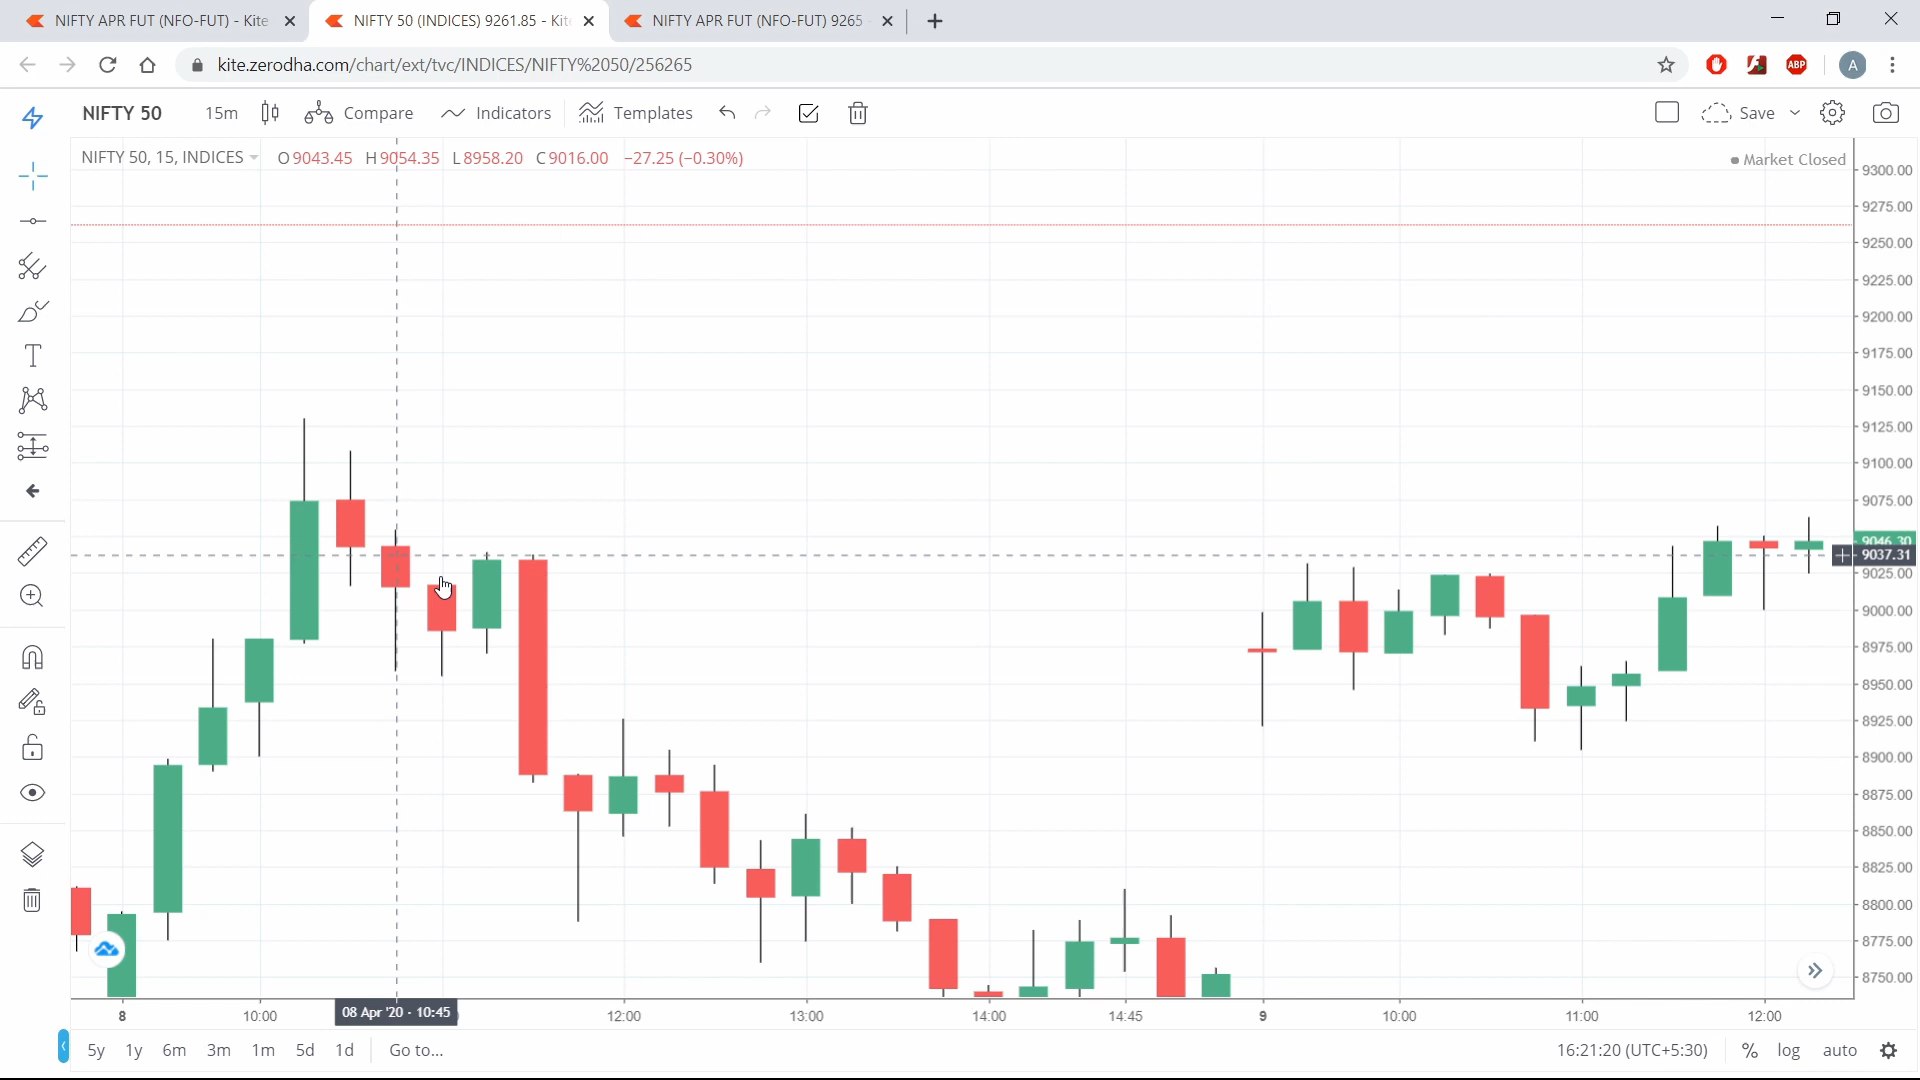 NIFTY APR FUT (NFO-FUT) - Kite
NIFTY 50 (INDICES) 9261.85 - Kit
NIFTY APR FUT (NFO-FUT) 9265
kite.zerodha.com/chart/ext/tvc/INDICES/NIFTY%2050/256265
ABP
A
NIFTY 50
15m
Compare
Indicators
Templates
Save
NIFTY 50, 15, INDICES
O9043.45 H9054.35 L8958.20 C9016.00 −27.25 (−0.30%)
Market Closed
9300.00
9275.00
9250.00
9225.00
9200.00
9175.00
9150.00
9125.00
9100.00
9075.00
9046.30
9037.31
9025.00
9000.00
8975.00
8950.00
8925.00
8900.00
8875.00
8850.00
8825.00
8800.00
8775.00
8750.00
8
10:00
08 Apr '20 - 10:45
12:00
13:00
14:00
14:45
9
10:00
11:00
12:00
5y 1y 6m 3m 1m 5d 1d Go to...
16:21:20 (UTC+5:30) % log auto